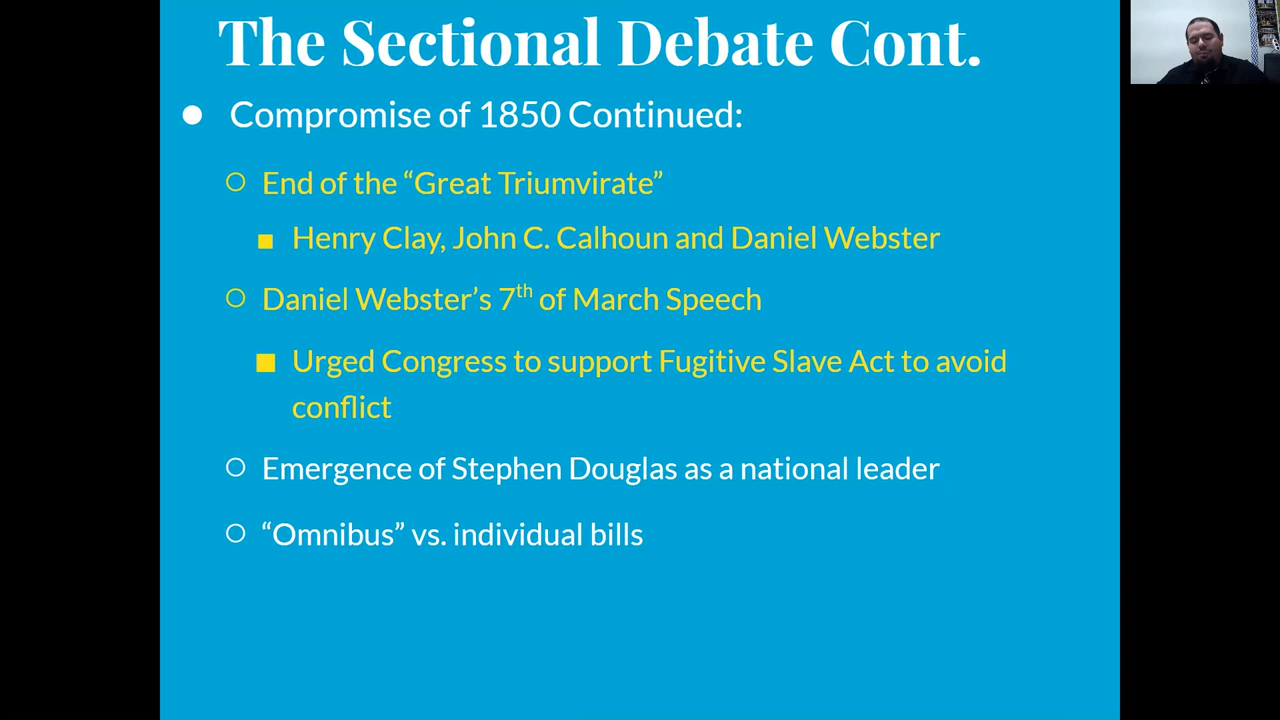 The Sectional Debate Cont.
● Compromise of 1850 Continued:
○ End of the “Great Triumvirate”
■ Henry Clay, John C. Calhoun and Daniel Webster
○ Daniel Webster’s 7th of March Speech
■ Urged Congress to support Fugitive Slave Act to avoid
conflict
○ Emergence of Stephen Douglas as a national leader
○ “Omnibus” vs. individual bills